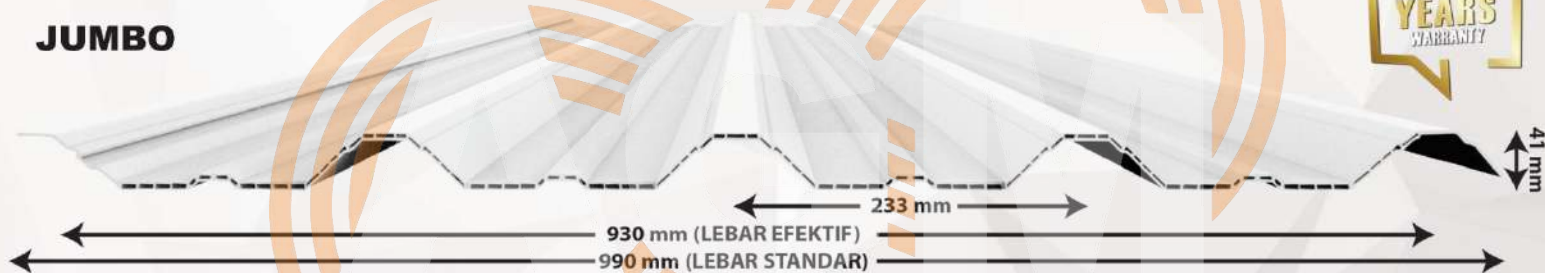 JUMBO
YEARS
WARRANTY
41 mm
233 mm
930 mm (LEBAR EFEKTIF)
990 mm (LEBAR STANDAR)